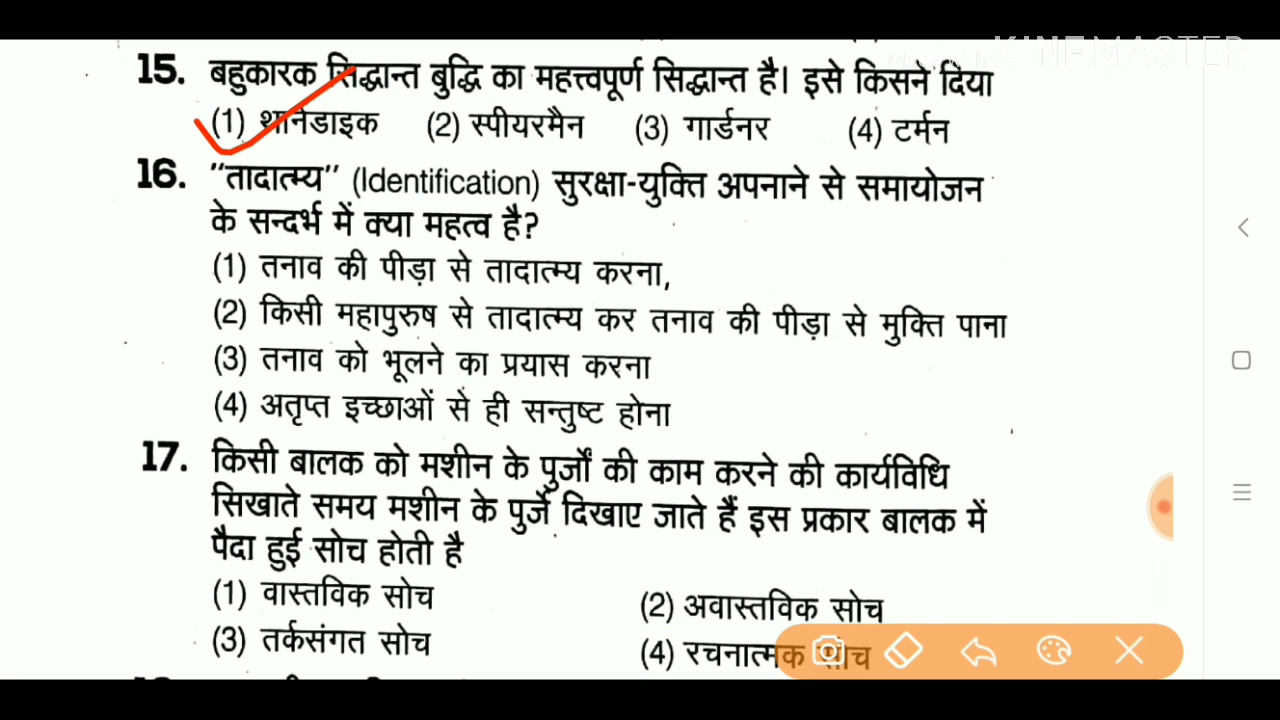 KINEMASTER
15. बहुकारक सिद्धान्त बुद्धि का महत्त्वपूर्ण सिद्धान्त है। इसे किसने दिया
(1) थार्नडाइक (2) स्पीयरमैन (3) गार्डनर (4) टर्मन
16. "तादात्म्य" (Identification) सुरक्षा-युक्ति अपनाने से समायोजन
के सन्दर्भ में क्या महत्व है?
(1) तनाव की पीड़ा से तादात्म्य करना,
(2) किसी महापुरुष से तादात्म्य कर तनाव की पीड़ा से मुक्ति पाना
(3) तनाव को भूलने का प्रयास करना
(4) अतृप्त इच्छाओं से ही सन्तुष्ट होना
17. किसी बालक को मशीन के पुर्जों की काम करने की कार्यविधि
सिखाते समय मशीन के पुर्जे दिखाए जाते हैं इस प्रकार बालक में
पैदा हुई सोच होती है
(1) वास्तविक सोच (2) अवास्तविक सोच
(3) तर्कसंगत सोच (4) रचनात्मक सोच